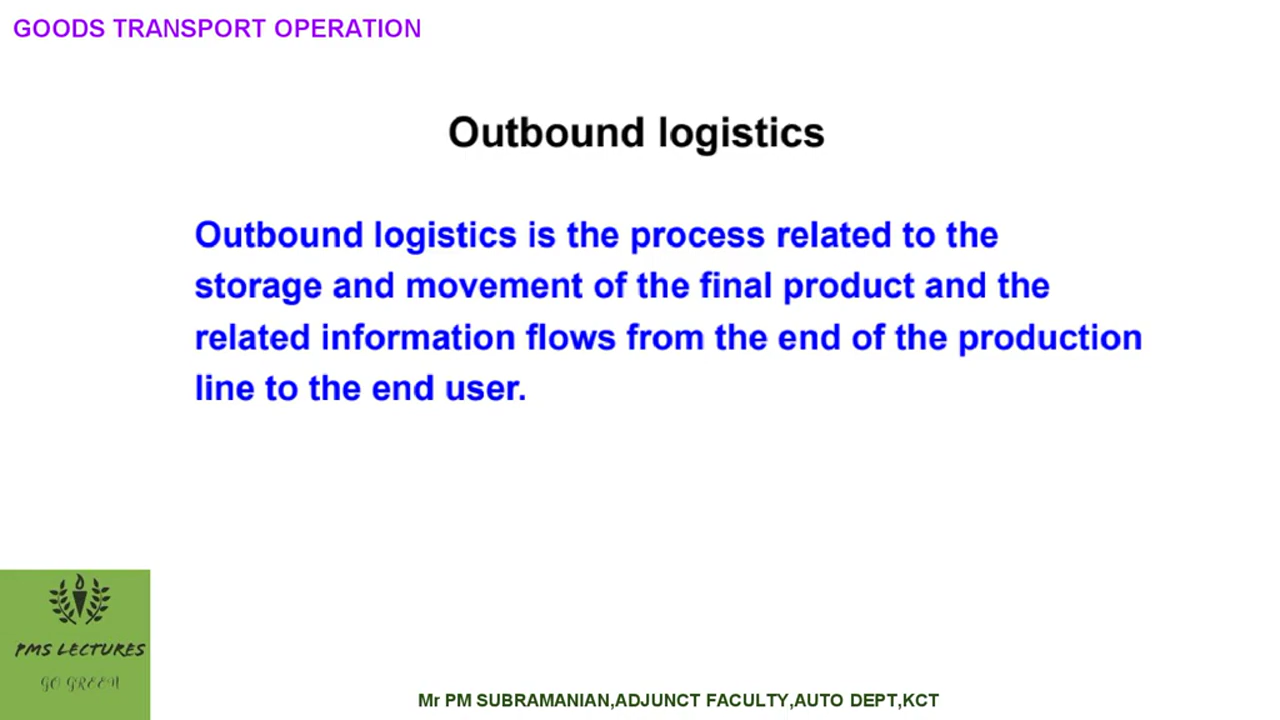 GOODS TRANSPORT OPERATION
Outbound logistics
Outbound logistics is the process related to the
storage and movement of the final product and the
related information flows from the end of the production
line to the end user.
PMS LECTURES
GO GREEN
Mr PM SUBRAMANIAN,ADJUNCT FACULTY,AUTO DEPT,KCT